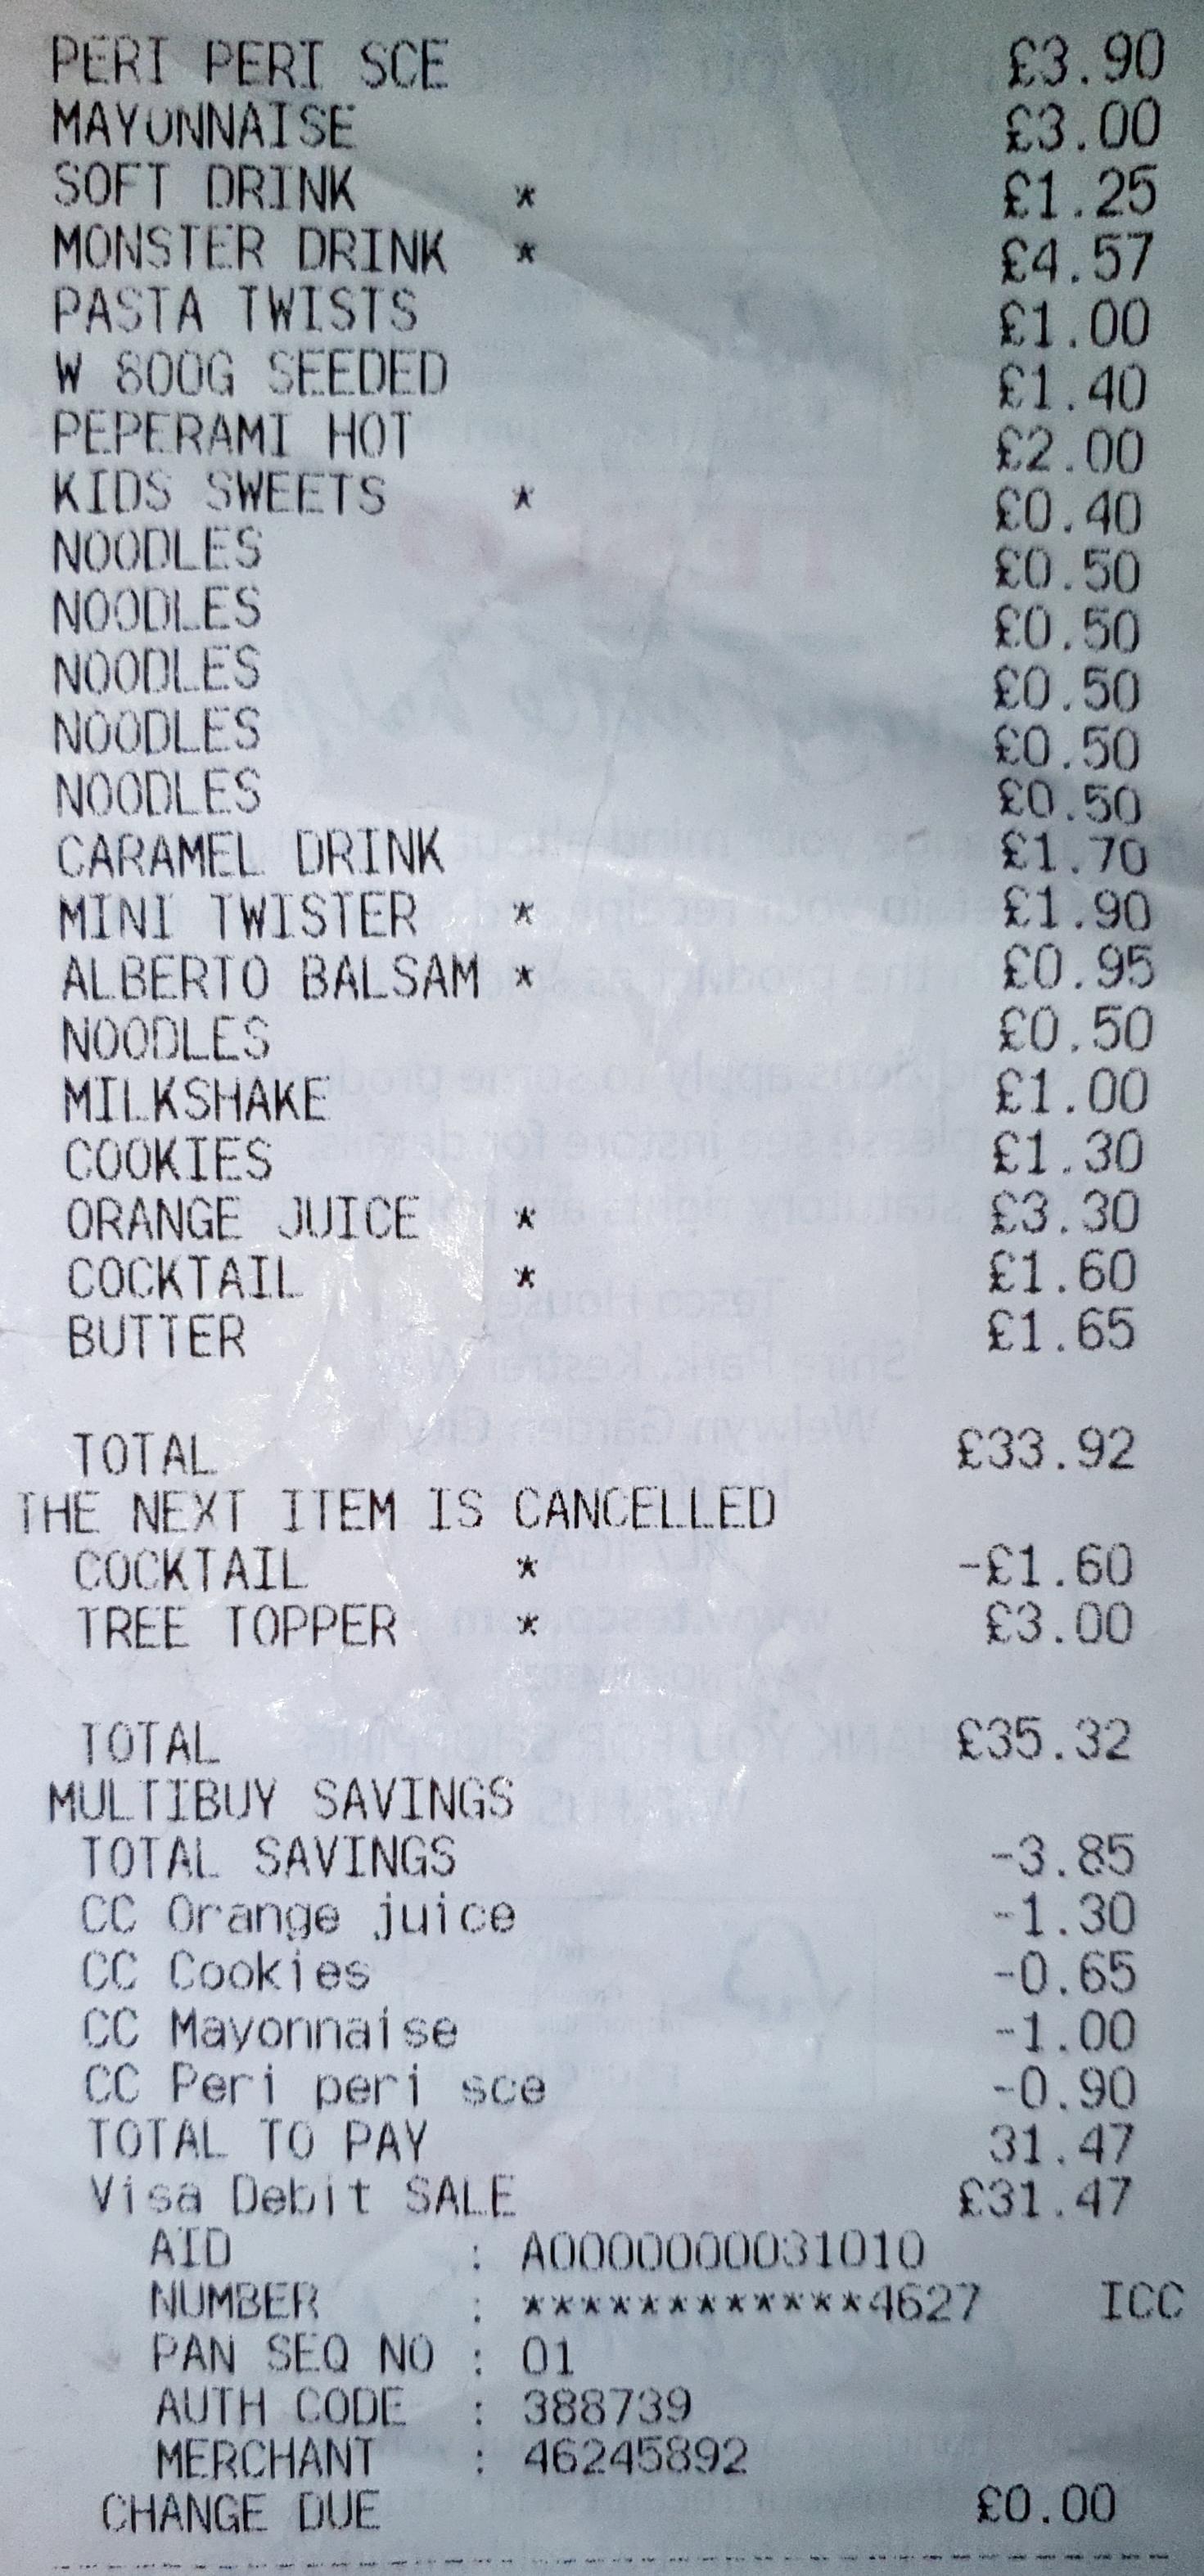 PERI PERI SCE £3.90
MAYONNAISE £3.00
SOFT DRINK * £1.25
MONSTER DRINK * £4.57
PASTA TWISTS £1.00
W 800G SEEDED £1.40
PEPERAMI HOT £2.00
KIDS SWEETS * £0.40
NOODLES £0.50
NOODLES £0.50
NOODLES £0.50
NOODLES £0.50
NOODLES £0.50
CARAMEL DRINK £1.70
MINI TWISTER * £1.90
ALBERTO BALSAM * £0.95
NOODLES £0.50
MILKSHAKE £1.00
COOKIES £1.30
ORANGE JUICE * £3.30
COCKTAIL * £1.60
BUTTER £1.65
TOTAL £33.92
THE NEXT ITEM IS CANCELLED
COCKTAIL * -£1.60
TREE TOPPER * £3.00
TOTAL £35.32
MULTIBUY SAVINGS
TOTAL SAVINGS -3.85
CC Orange juice -1.30
CC Cookies -0.65
CC Mayonnaise -1.00
CC Peri peri sce -0.90
TOTAL TO PAY 31.47
Visa Debit SALE £31.47
AID : A0000000031010
NUMBER : ************4627 ICC
PAN SEQ NO : 01
AUTH CODE : 388739
MERCHANT : 46245892
CHANGE DUE £0.00